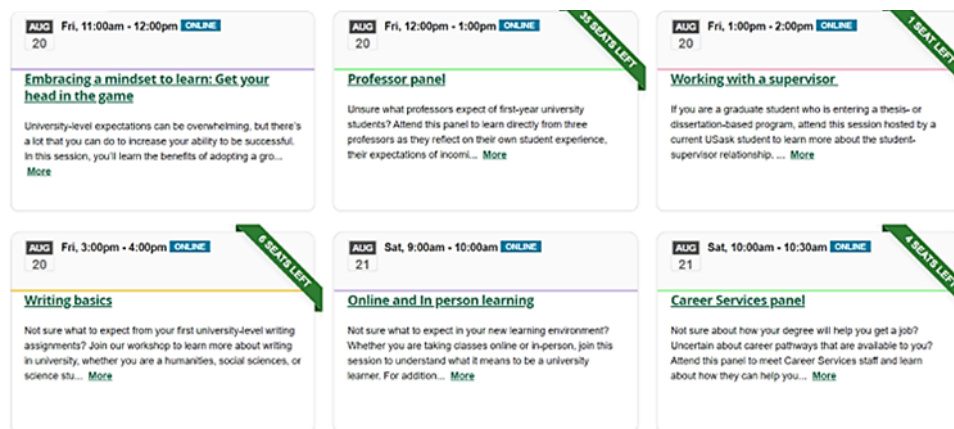 AUG Fri, 11:00am - 12:00pm ONLINE
20
Embracing a mindset to learn: Get your
head in the game
University-level expectations can be overwhelming, but there's
a lot that you can do to increase your ability to be successful.
In this session, you'll learn the benefits of adopting a gro...
More
AUG Fri, 12:00pm - 1:00pm ONLINE
20
35 SEATS LEFT
Professor panel
Unsure what professors expect of first-year university
students? Attend this panel to learn directly from three
professors as they reflect on their own student experience,
their expectations of incomi... More
AUG Fri, 1:00pm - 2:00pm ONLINE
20
1 SEAT LEFT
Working with a supervisor
If you are a graduate student who is entering a thesis- or
dissertation-based program, attend this session hosted by a
current USask student to learn more about the student-
supervisor relationship, ... More
AUG Fri, 3:00pm - 4:00pm ONLINE
20
6 SEATS LEFT
Writing basics
Not sure what to expect from your first university-level writing
assignments? Join our workshop to learn more about writing
in university, whether you are a humanities, social sciences, or
science stu... More
AUG Sat, 9:00am - 10:00am ONLINE
21
Online and In person learning
Not sure what to expect in your new learning environment?
Whether you are taking classes online or in-person, join this
session to understand what it means to be a university
learner. For addition... More
AUG Sat, 10:00am - 10:30am ONLINE
21
4 SEATS LEFT
Career Services panel
Not sure about how your degree will help you get a job?
Uncertain about career pathways that are available to you?
Attend this panel to meet Career Services staff and learn
about how they can help you... More